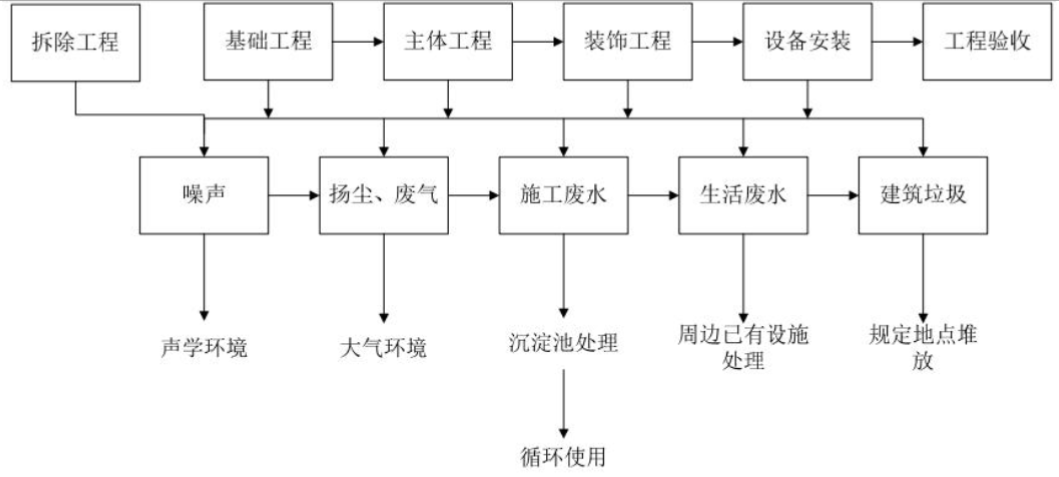 拆除工程
基础工程
主体工程
装饰工程
设备安装
工程验收
噪声
扬尘、废气
施工废水
生活废水
建筑垃圾
声学环境
大气环境
沉淀池处理
周边已有设施
处理
规定地点堆
放
循环使用